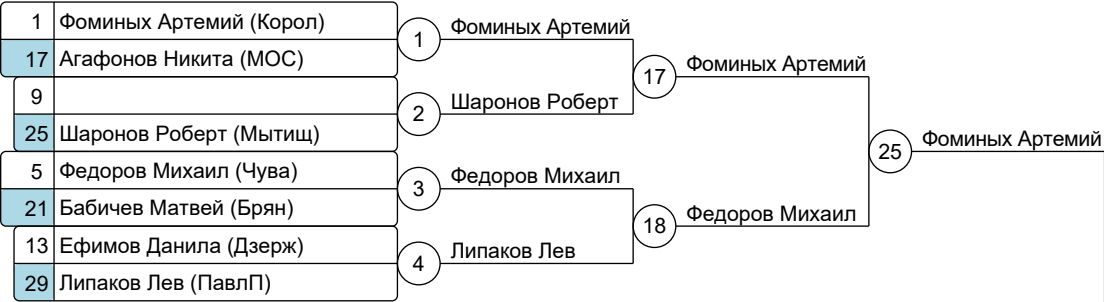 1 Фоминых Артемий (Корол)
17 Агафонов Никита (МОС)
9
25 Шаронов Роберт (Мытищ)
5 Федоров Михаил (Чува)
21 Бабичев Матвей (Брян)
13 Ефимов Данила (Дзерж)
29 Липаков Лев (ПавлП)
1 Фоминых Артемий
2 Шаронов Роберт
3 Федоров Михаил
4 Липаков Лев
17 Фоминых Артемий
18 Федоров Михаил
25 Фоминых Артемий